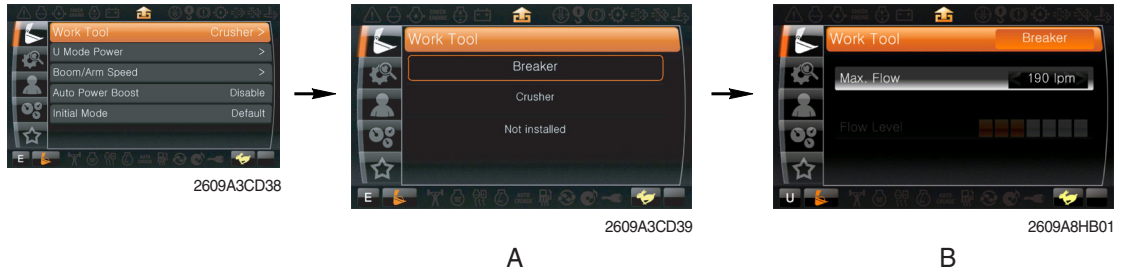 Work Tool Crusher >
U Mode Power >
Boom/Arm Speed >
Auto Power Boost Disable
Initial Mode Default
E
2609A3CD38
Work Tool
Breaker
Crusher
Not installed
E
2609A3CD39
A
Work Tool Breaker
Max. Flow 190 lpm
Flow Level
U
2609A8HB01
B